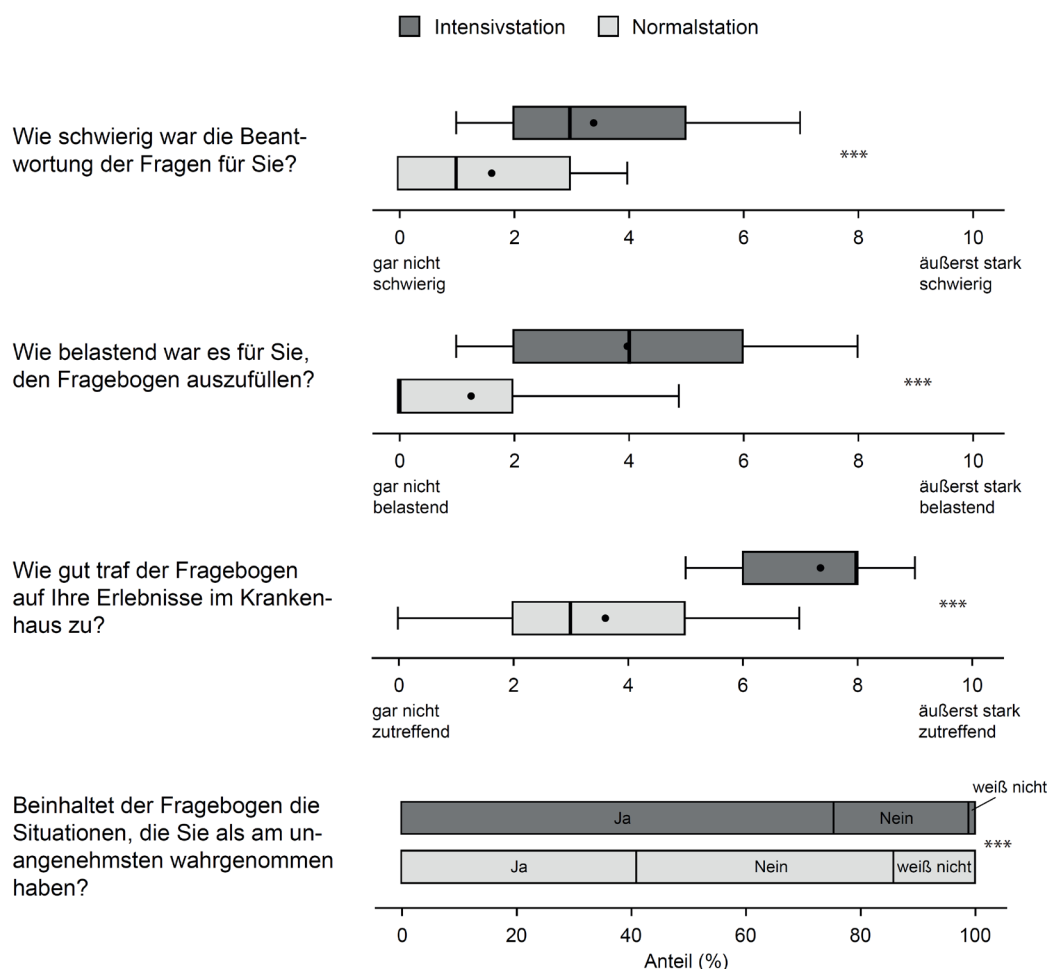 Intensivstation Normalstation
Wie schwierig war die Beant-
wortung der Fragen für Sie?
***
0 2 4 6 8 10
gar nicht
schwierig
äußerst stark
schwierig
Wie belastend war es für Sie,
den Fragebogen auszufüllen?
***
0 2 4 6 8 10
gar nicht
belastend
äußerst stark
belastend
Wie gut traf der Fragebogen
auf Ihre Erlebnisse im Kranken-
haus zu?
***
0 2 4 6 8 10
gar nicht
zutreffend
äußerst stark
zutreffend
Beinhaltet der Fragebogen die
Situationen, die Sie als am un-
angenehmsten wahrgenommen
haben?
weiß nicht
Ja Nein
***
Ja Nein weiß nicht
0 20 40 60 80 100
Anteil (%)